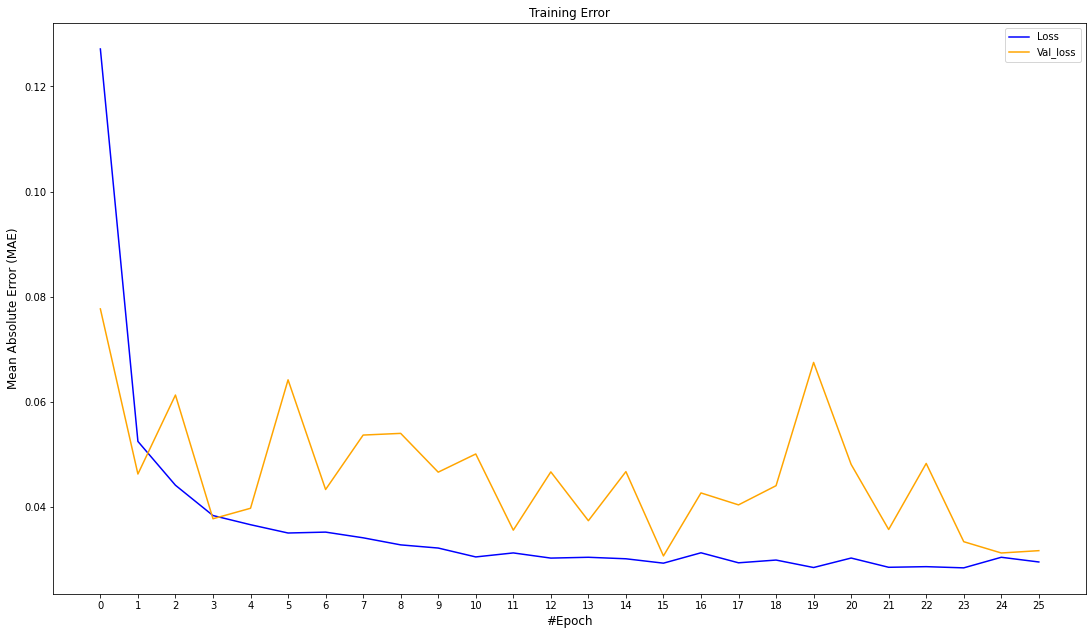 Training Error
Loss
Val_loss
0.12
0.10
0.08
0.06
0.04
Mean Absolute Error (MAE)
0 1 2 3 4 5 6 7 8 9 10 11 12 13 14 15 16 17 18 19 20 21 22 23 24 25
#Epoch